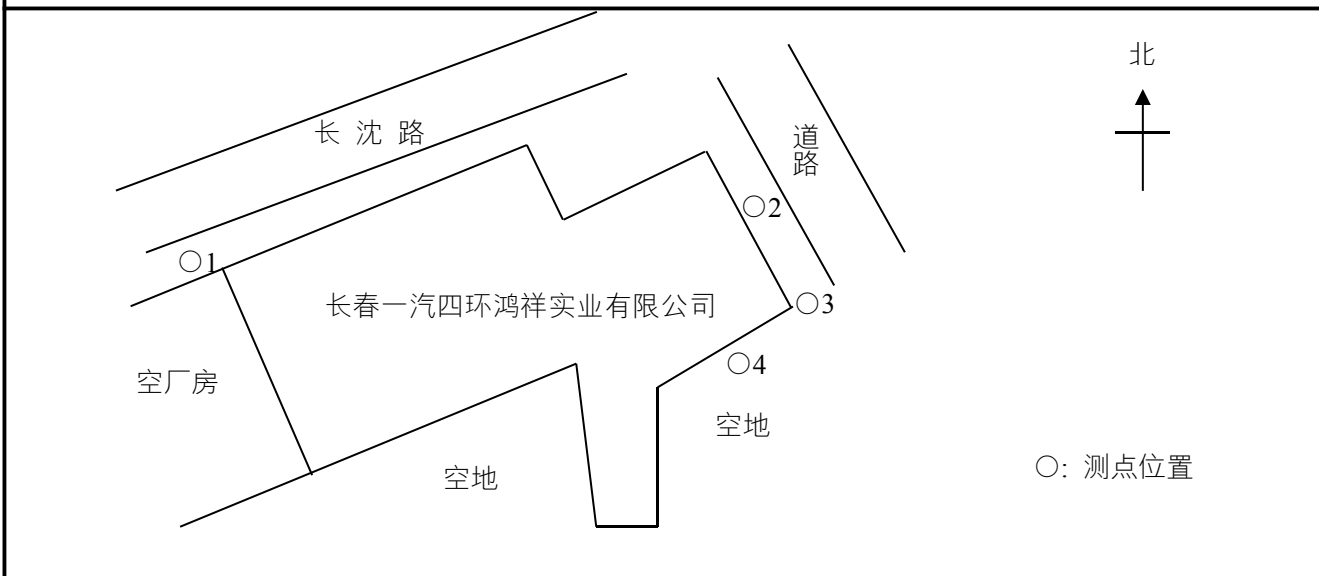 北
长 沈 路
道路
○2
○1
长春一汽四环鸿祥实业有限公司
○3
○4
空厂房
空地
空地
○: 测点位置